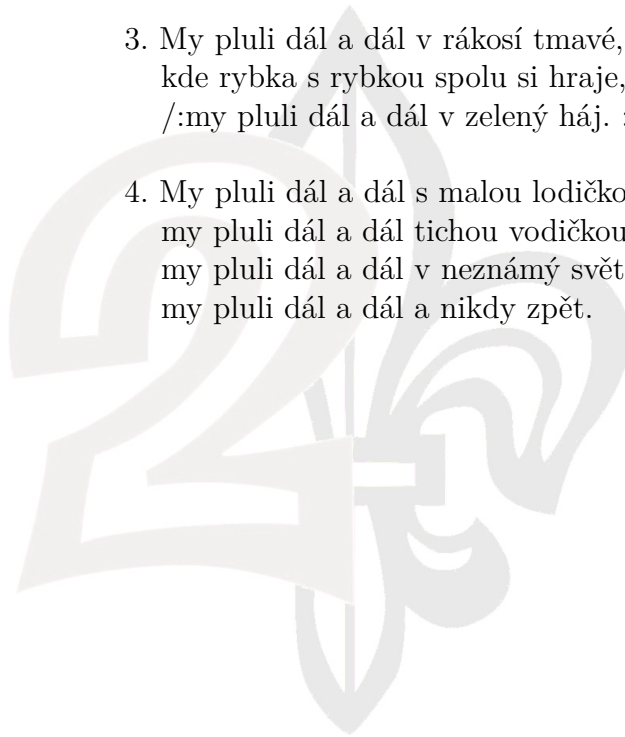 3. My pluli dál a dál v rákosí tmavé,
kde rybka s rybkou spolu si hraje,
/:my pluli dál a dál v zelený háj. :
4. My pluli dál a dál s malou lodičko
my pluli dál a dál tichou vodičkou
my pluli dál a dál v neznámý svět
my pluli dál a dál a nikdy zpět.
2